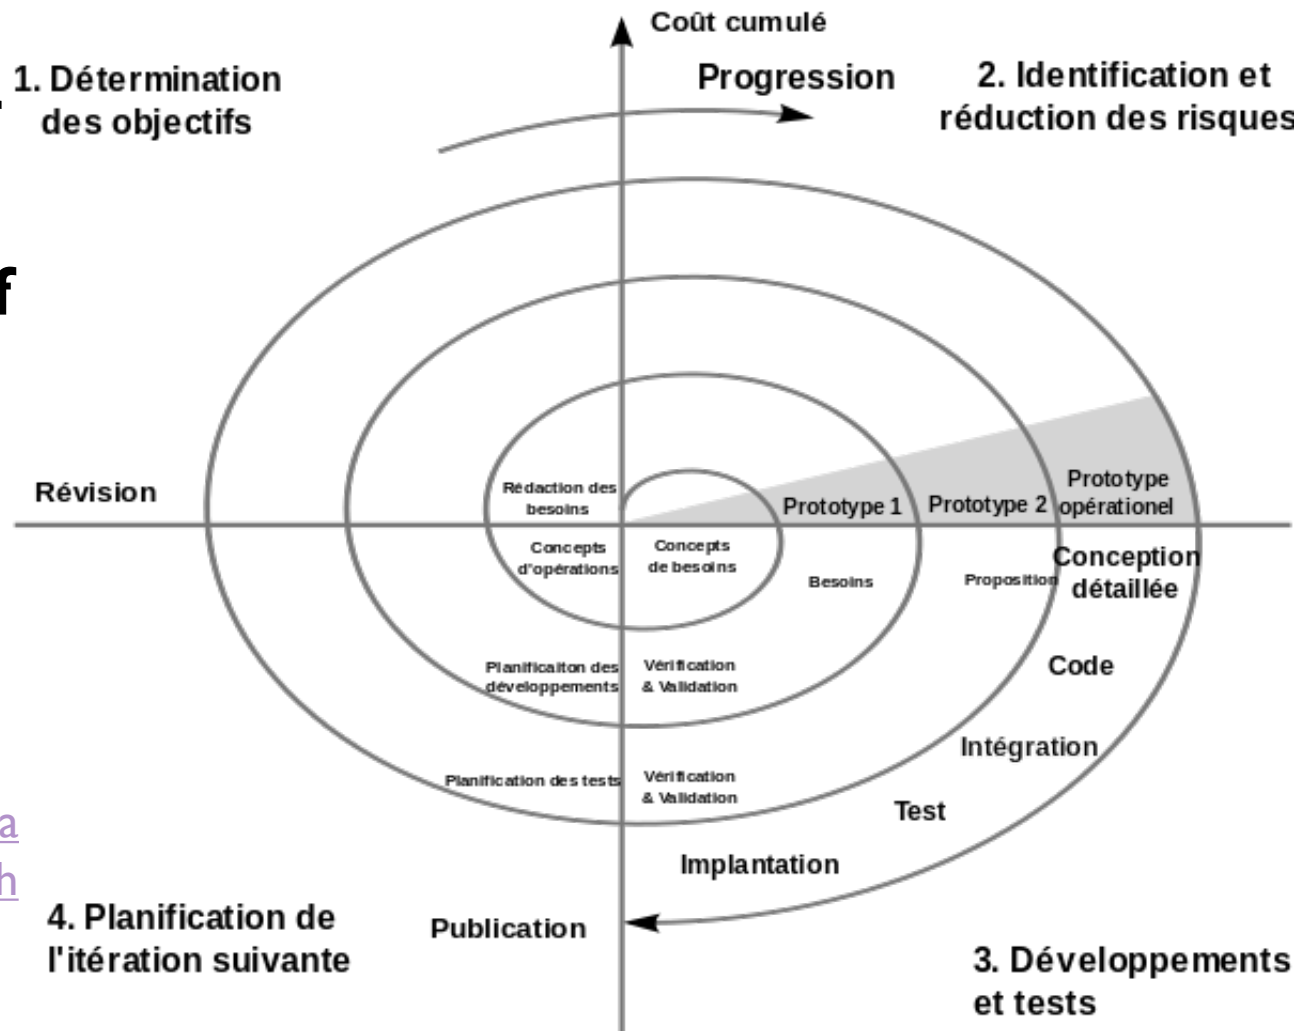 Coût cumulé
Progression
1. Détermination
des objectifs
2. Identification et
réduction des risques
f
Révision
Rédaction des
besoins
Prototype 1
Prototype 2
Prototype
opérationel
Concepts
d'opérations
Concepts
de besoins
Besoins
Proposition
Conception
détaillée
Code
Planificaiton des
développements
Vérification
& Validation
Intégration
Planification des tests
Vérification
& Validation
Test
a
Implantation
h
4. Planification de
l'itération suivante
Publication
3. Développements
et tests